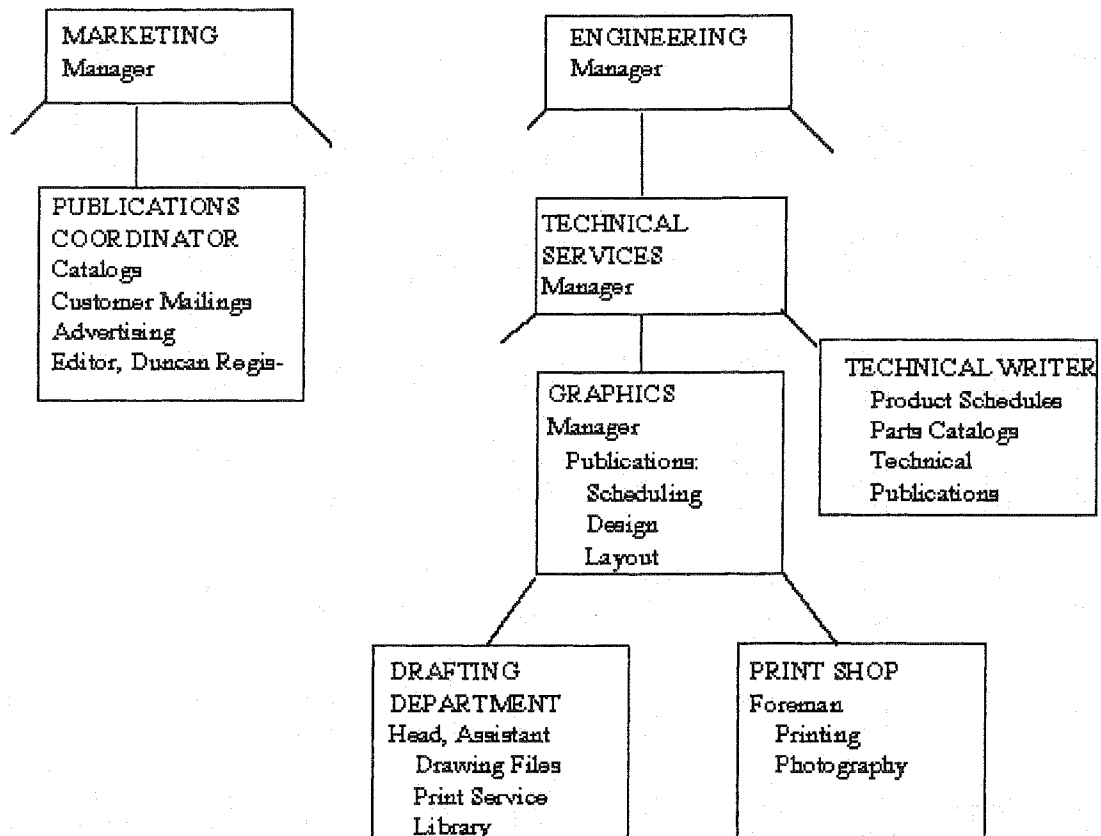 MARKETING
Manager
ENGINEERING
Manager
PUBLICATIONS
COORDINATOR
Catalogs
Customer Mailings
Advertising
Editor, Duncan Regis-
TECHNICAL
SERVICES
Manager
GRAPHICS
Manager
Publications:
Scheduling
Design
Layout
TECHNICAL WRITER
Product Schedules
Parts Catalogs
Technical
Publications
DRAFTING
DEPARTMENT
Head, Assistant
Drawing Files
Print Service
Library
PRINT SHOP
Foreman
Printing
Photography